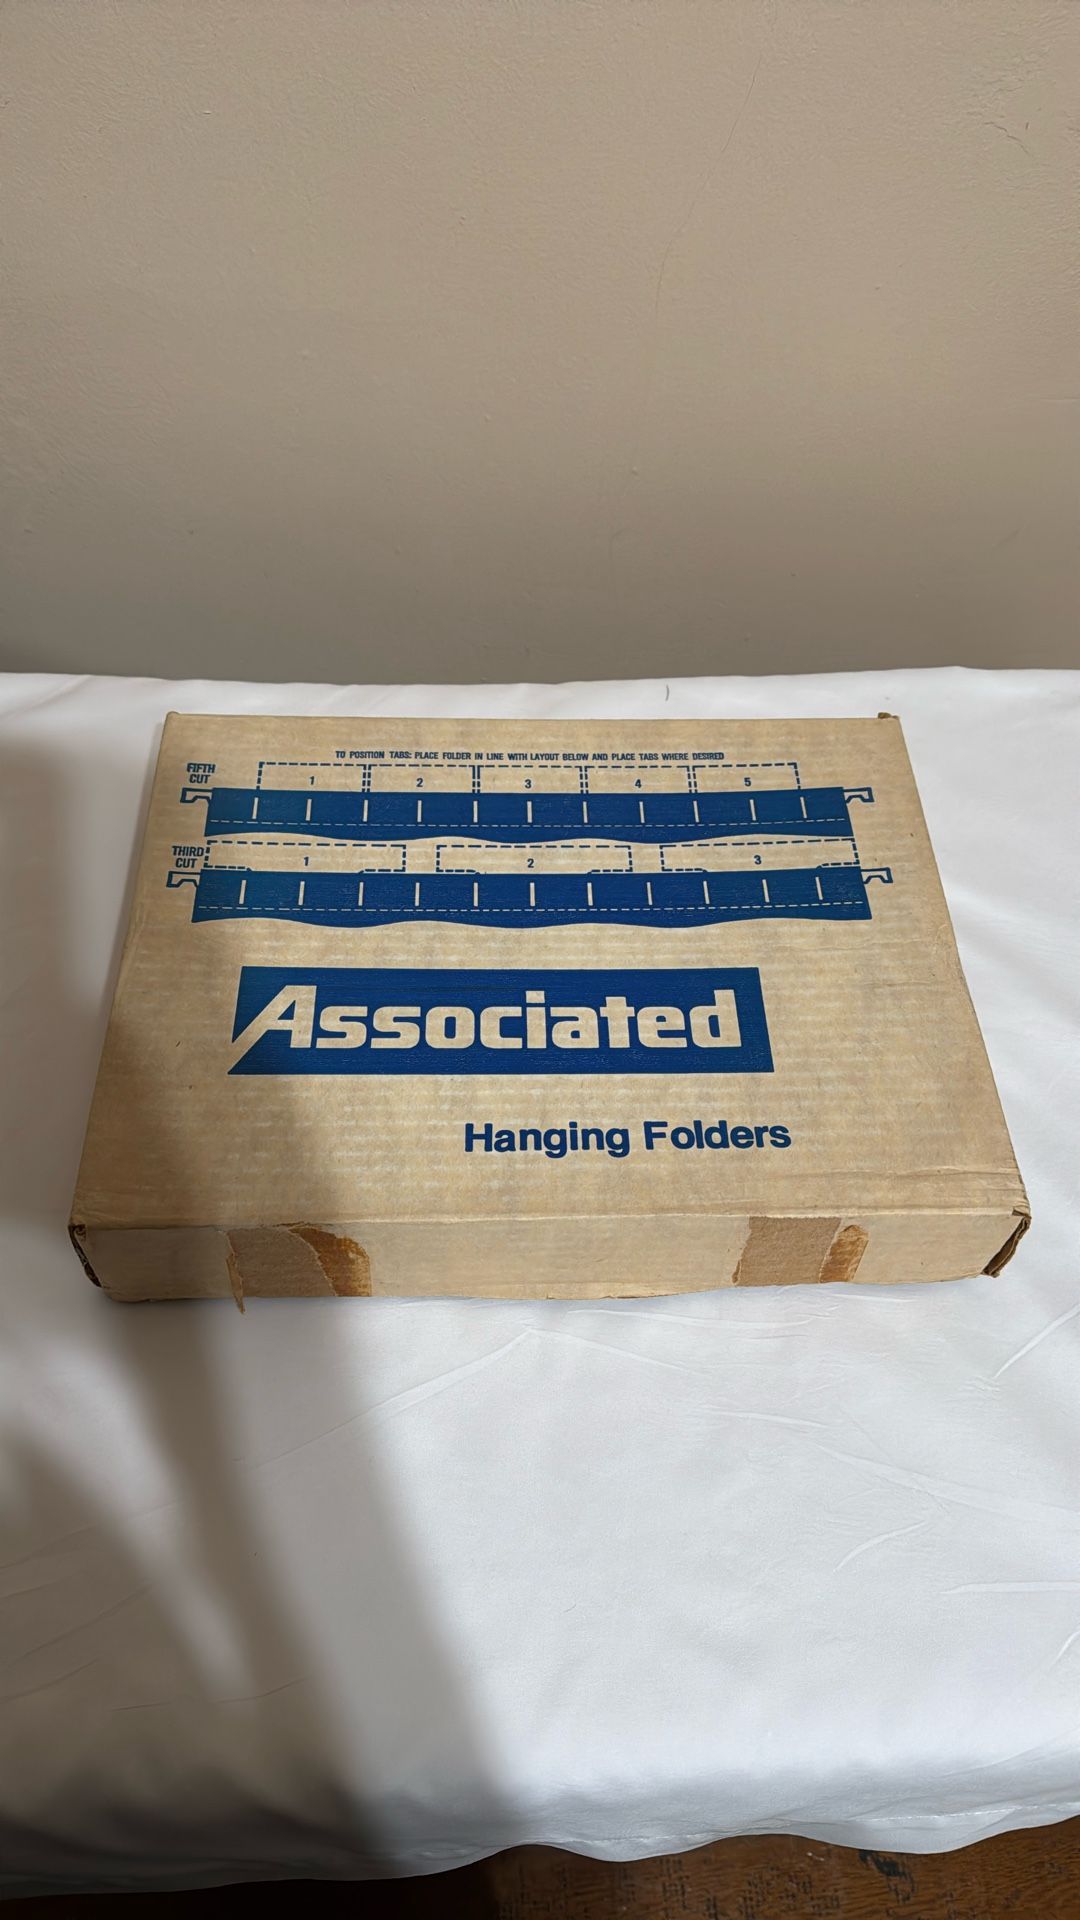 TO POSITION TABS: PLACE FOLDER IN LINE WITH LAYOUT BELOW AND PLACE TABS WHERE DESIRED
FIFTH
CUT
1 2 3 4 5
THIRD
CUT
1 2 3
Associated
Hanging Folders